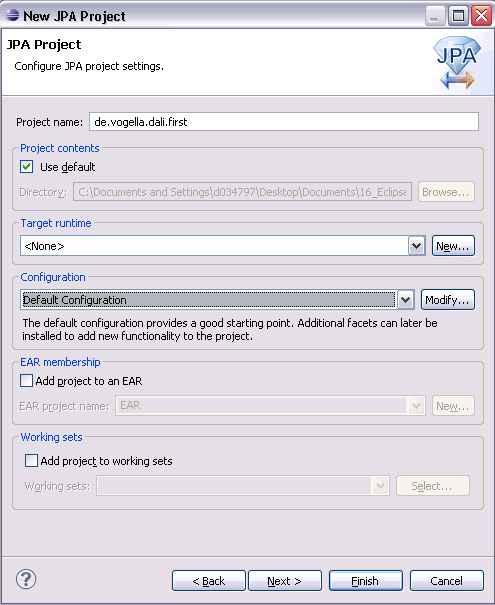 New JPA Project
JPA Project
Configure JPA project settings.
JPA
Project name: de.vogella.dali.first
Project contents
Use default
Directory: C:\Documents and Settings\d034797\Desktop\Documents\16_Eclipse Browse...
Target runtime
<None> New...
Configuration
Default Configuration Modify...
The default configuration provides a good starting point. Additional facets can later be
installed to add new functionality to the project.
EAR membership
Add project to an EAR
EAR project name: EAR New...
Working sets
Add project to working sets
Working sets: Select...
? < Back Next > Finish Cancel